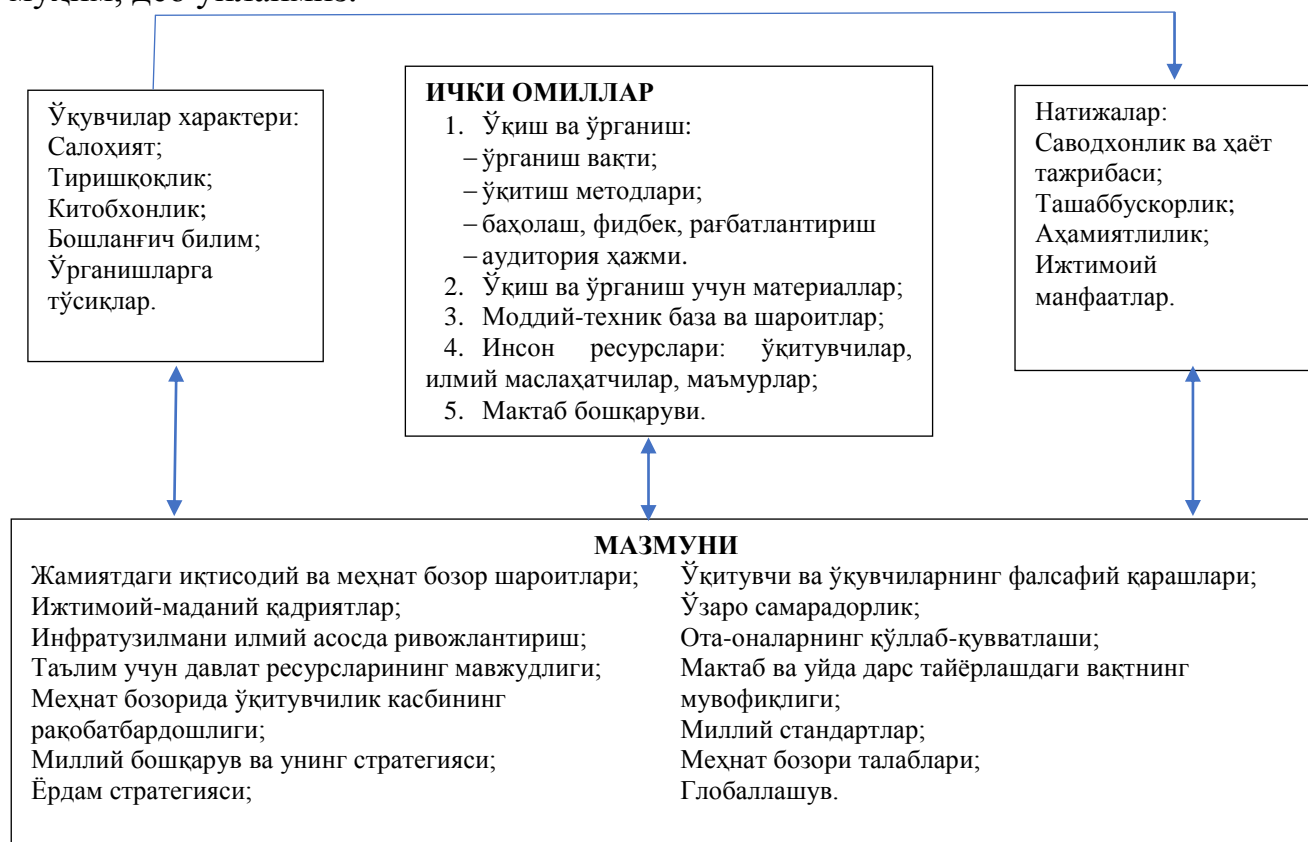 муҳим, деб ўйлаймиз.
Ўқувчилар характери:
Салоҳият;
Тиришқоқлик;
Китобхонлик;
Бошланғич билим;
Ўрганишларга
тўсиқлар.
ИЧКИ ОМИЛЛАР
1. Ўқиш ва ўрганиш:
– ўрганиш вақти;
– ўқитиш методлари;
– баҳолаш, фидбек, рағбатлантириш
– аудитория ҳажми.
2. Ўқиш ва ўрганиш учун материаллар;
3. Моддий-техник база ва шароитлар;
4. Инсон ресурслари: ўқитувчилар,
илмий маслаҳатчилар, маъмурлар;
5. Мактаб бошқаруви.
Натижалар:
Саводхонлик ва ҳаёт
тажрибаси;
Ташаббускорлик;
Аҳамиятлилик;
Ижтимоий
манфаатлар.
МАЗМУНИ
Жамиятдаги иқтисодий ва меҳнат бозор шароитлари;
Ижтимоий-маданий қадриятлар;
Инфратузилмани илмий асосда ривожлантириш;
Таълим учун давлат ресурсларининг мавжудлиги;
Меҳнат бозорида ўқитувчилик касбининг
рақобатбардошлиги;
Миллий бошқарув ва унинг стратегияси;
Ёрдам стратегияси;
Ўқитувчи ва ўқувчиларнинг фалсафий қарашлари;
Ўзаро самарадорлик;
Ота-оналарнинг қўллаб-қувватлаши;
Мактаб ва уйда дарс тайёрлашдаги вақтнинг
мувофиқлиги;
Миллий стандартлар;
Меҳнат бозори талаблари;
Глобаллашув.